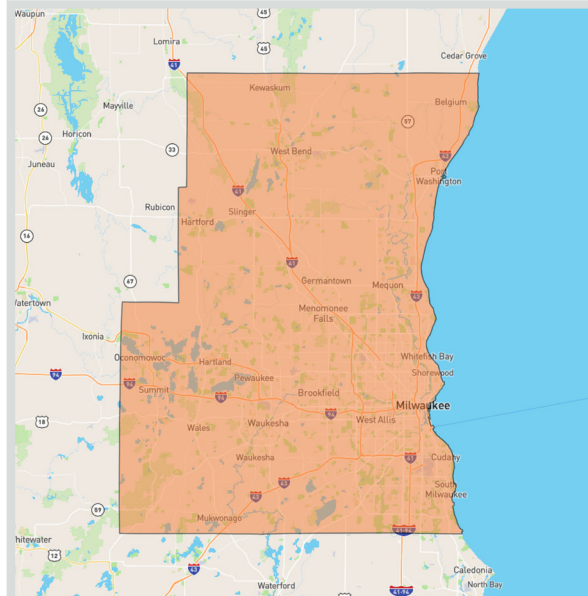 Waupun
45
Lomira
41
45
Cedar Grove
26
Mayville
Kewaskum
Belgium
57
26
Horicon
33
West Bend
43
Juneau
Port
Washington
41
Rubicon
Slinger
Hartford
16
41
67
Germantown
Mequon
43
Menomonee
Falls
Ixonia
Oconomowoc
Hartland
Whitefish Bay
Shorewood
94
94
Summit
94
Pewaukee
Brookfield
Milwaukee
94
18
Wales
Waukesha
West Allis
Waukesha
41
Cudahy
43
43
South
Milwaukee
59
Mukwonago
41-94
hitewater
12
43
Caledonia
Waterford
North Bay
41-94